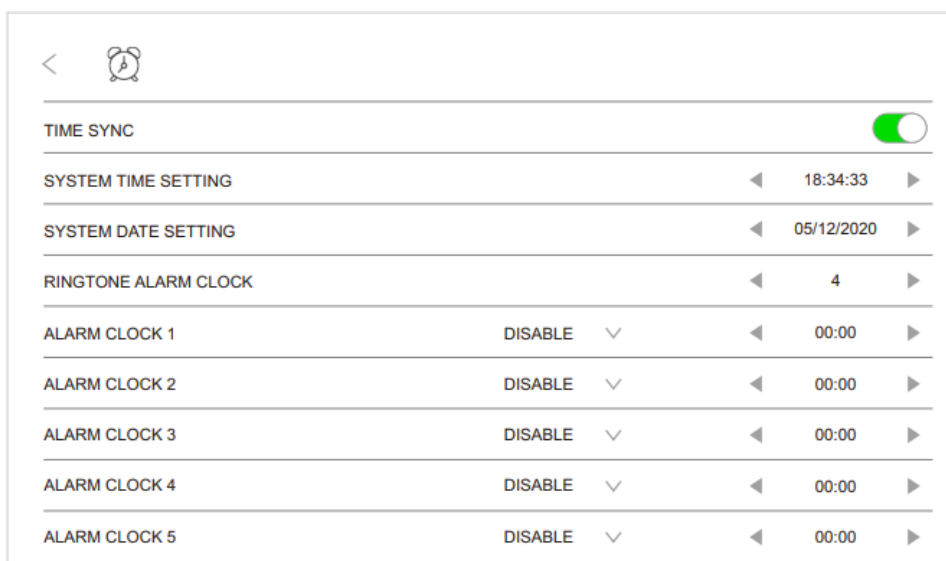 TIME SYNC
SYSTEM TIME SETTING 18:34:33
SYSTEM DATE SETTING 05/12/2020
RINGTONE ALARM CLOCK 4
ALARM CLOCK 1 DISABLE 00:00
ALARM CLOCK 2 DISABLE 00:00
ALARM CLOCK 3 DISABLE 00:00
ALARM CLOCK 4 DISABLE 00:00
ALARM CLOCK 5 DISABLE 00:00